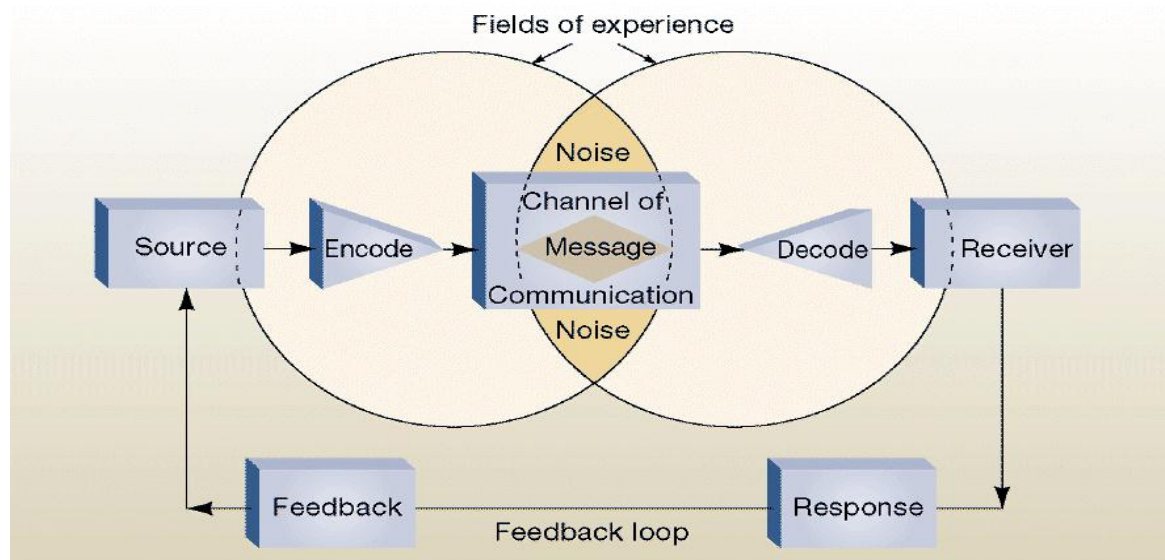 Fields of experience
Noise
Channel of
Source
Encode
Message
Decode
Receiver
Communication
Noise
Feedback
Feedback loop
Response